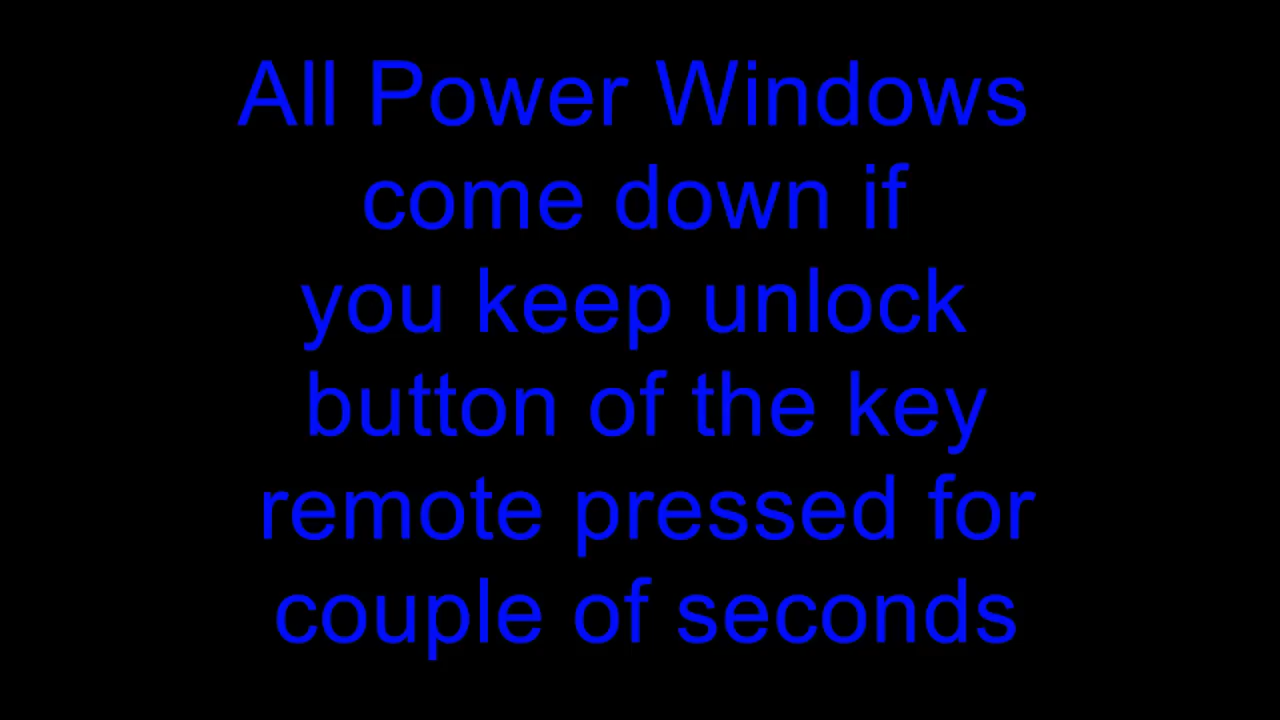 All Power Windows
come down if
you keep unlock
button of the key
remote pressed for
couple of seconds